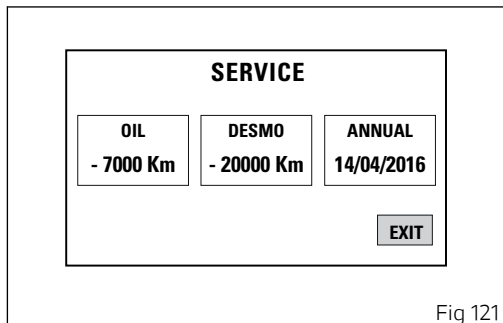 SERVICE
OIL DESMO ANNUAL
- 7000 Km - 20000 Km 14/04/2016
EXIT
Fig 121